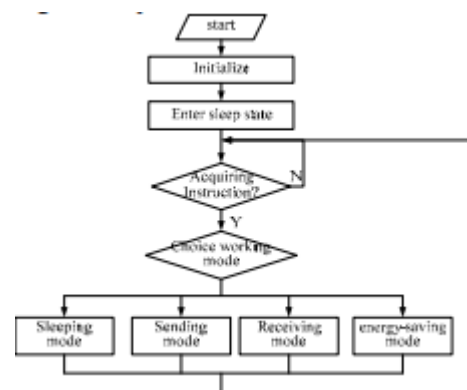 start
Initialize
Enter sleep state
Acquiring
Instruction?
N
Y
Choice working
mode
Sleeping
mode
Sending
mode
Receiving
mode
energy-saving
mode